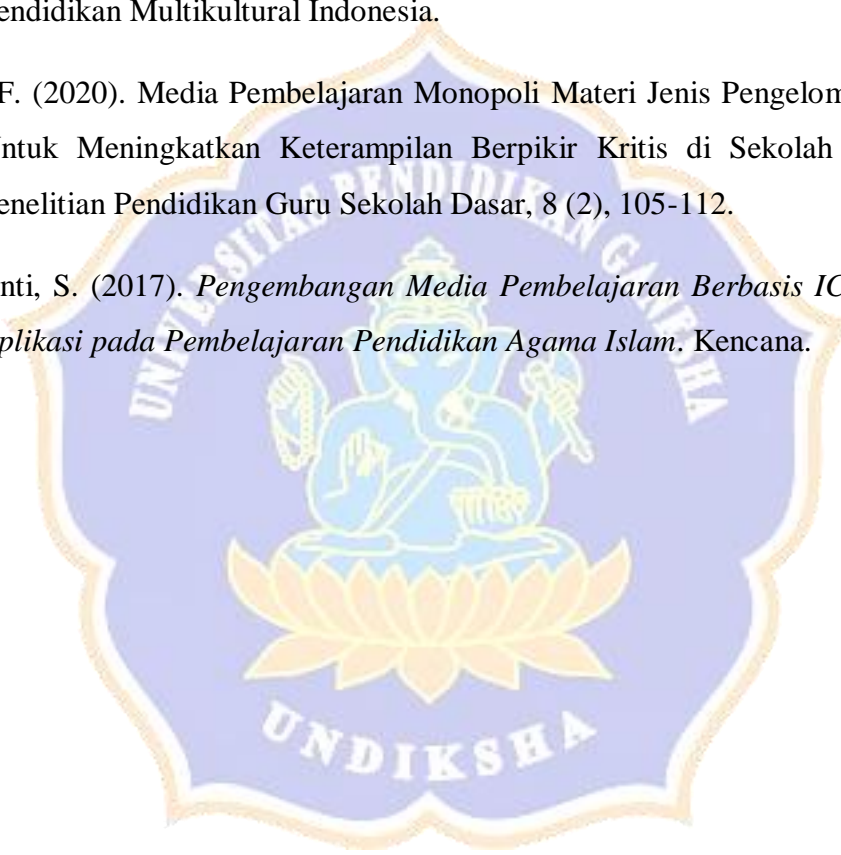 endidikan Multikultural Indonesia.
F. (2020). Media Pembelajaran Monopoli Materi Jenis Pengelom
ntuk Meningkatkan Keterampilan Berpikir Kritis di Sekolah
enelitian Pendidikan Guru Sekolah Dasar, 8 (2), 105-112.
nti, S. (2017). Pengembangan Media Pembelajaran Berbasis IC
plikasi pada Pembelajaran Pendidikan Agama Islam. Kencana.
UNIVERSITAS PENDIDIKAN GANESHA
UNDIKSHA